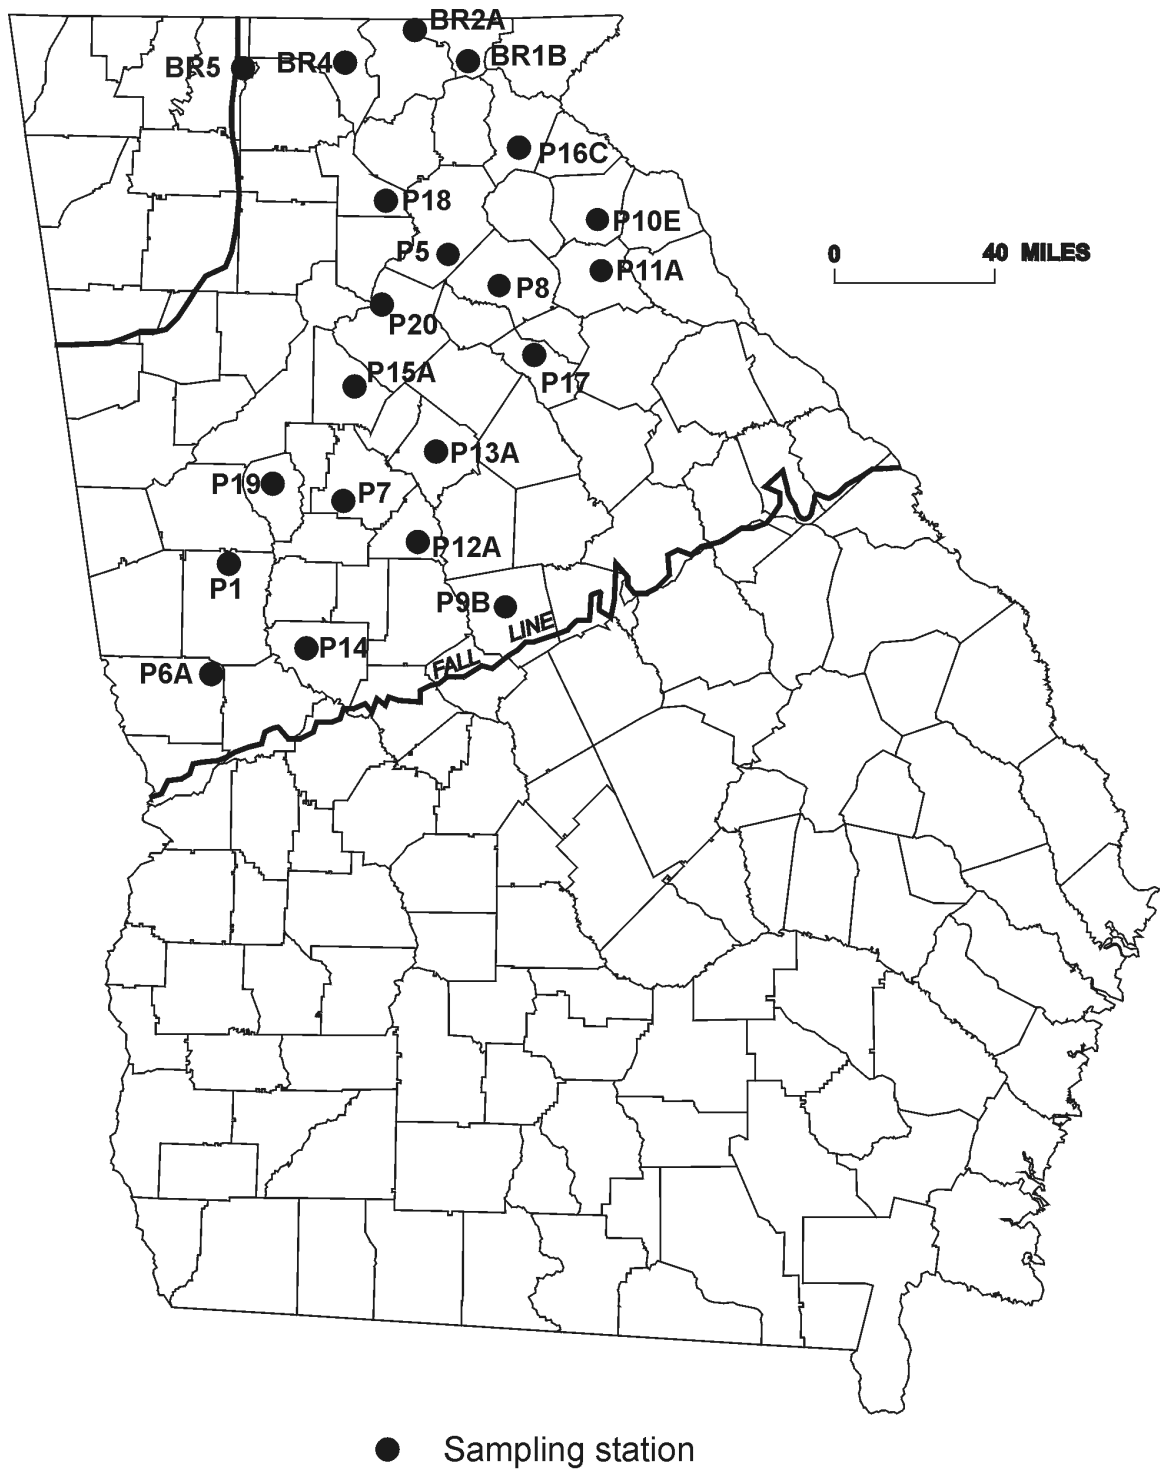 BR2A
BR5
BR4
BR1B
P16C
P18
P10E
P5
0
40 MILES
P11A
P8
P20
P15A
P17
P13A
P19
P7
P12A
P1
P9B
FALL LINE
P14
P6A
Sampling station